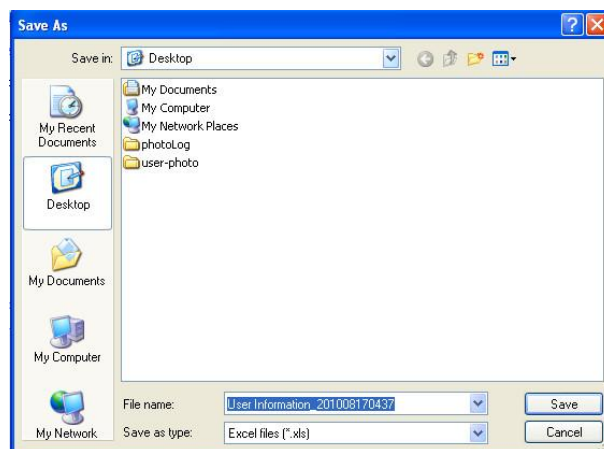 Save As
Save in:
Desktop
My Recent
Documents
Desktop
My Documents
My Computer
My Network
My Documents
My Computer
My Network Places
photoLog
user-photo
File name:
User Information_201008170437
Save
Save as type:
Excel files (*.xls)
Cancel